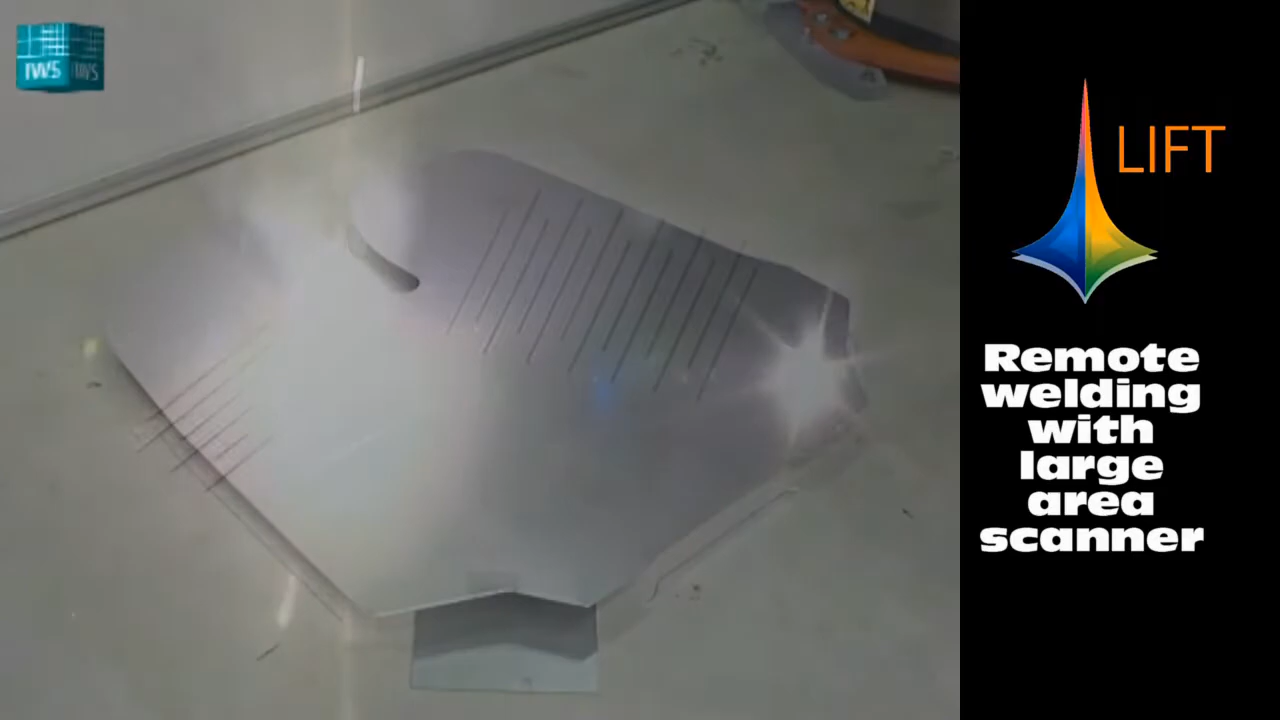 IWS
IWS
LIFT
Remote
welding
with
large
area
scanner